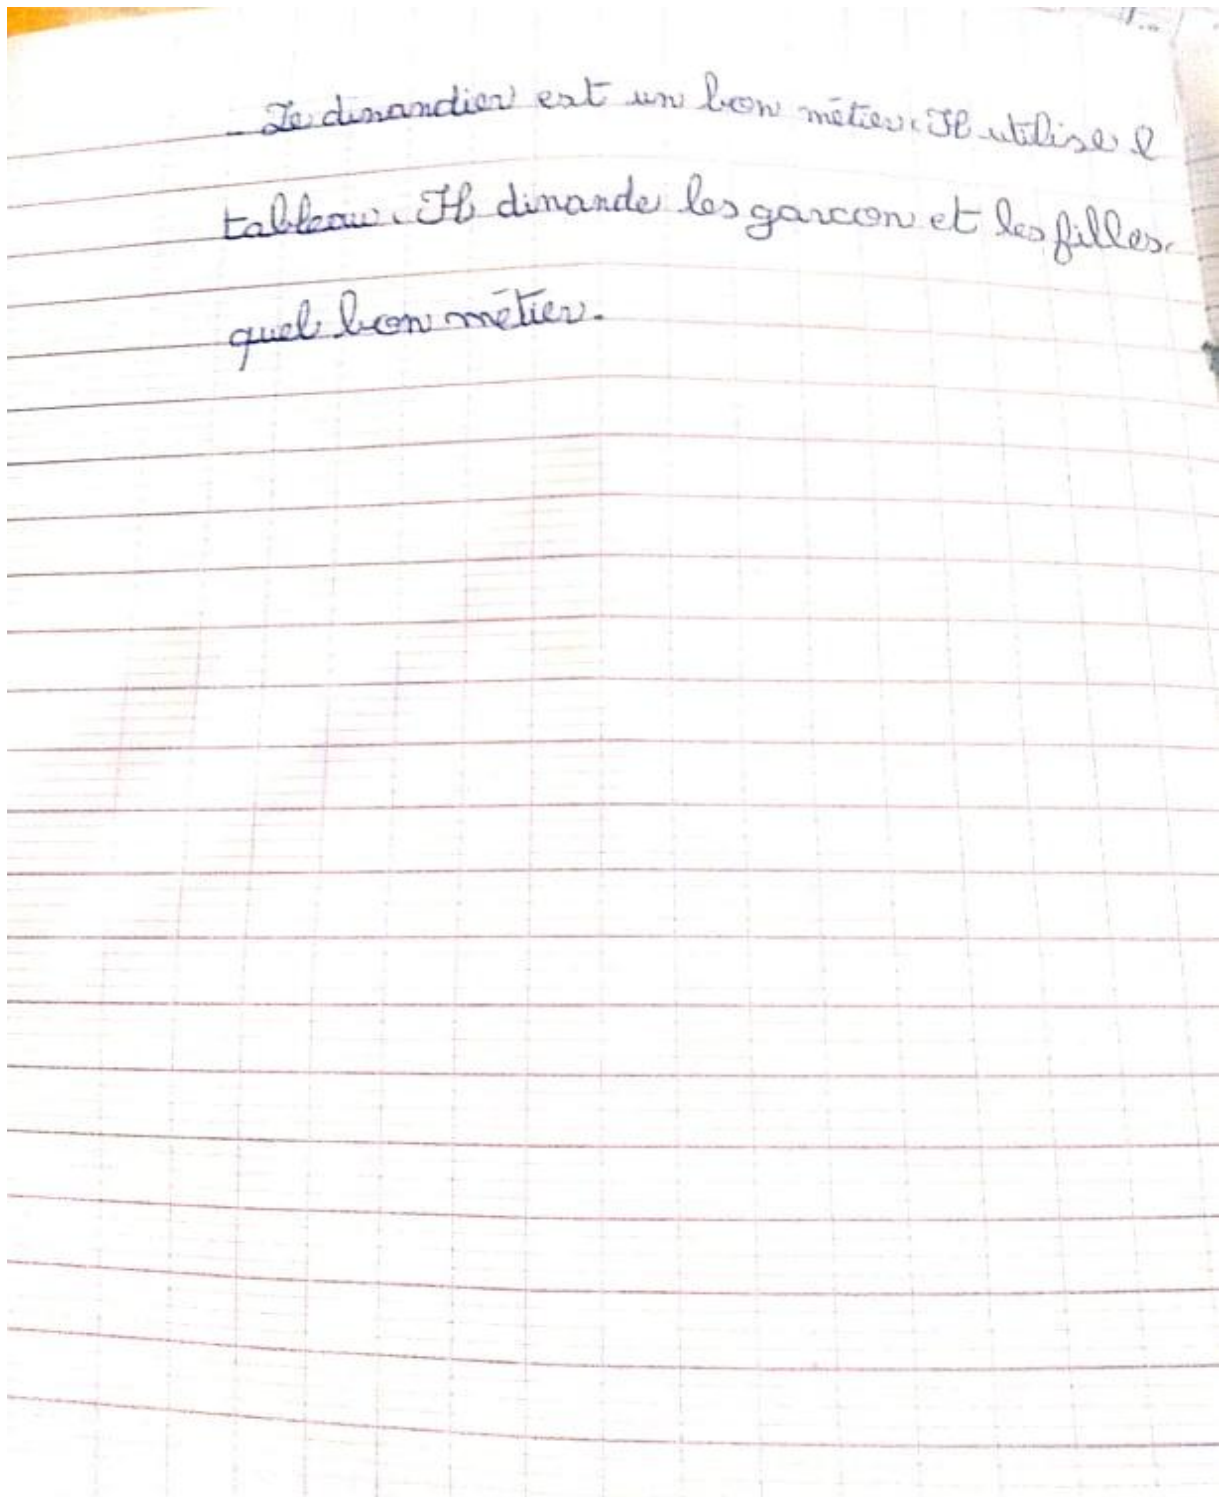 - Le dinandier est un bon métier. Il utilise l
tableau. Il dinande les garcon et les filles.
quel bon métier.